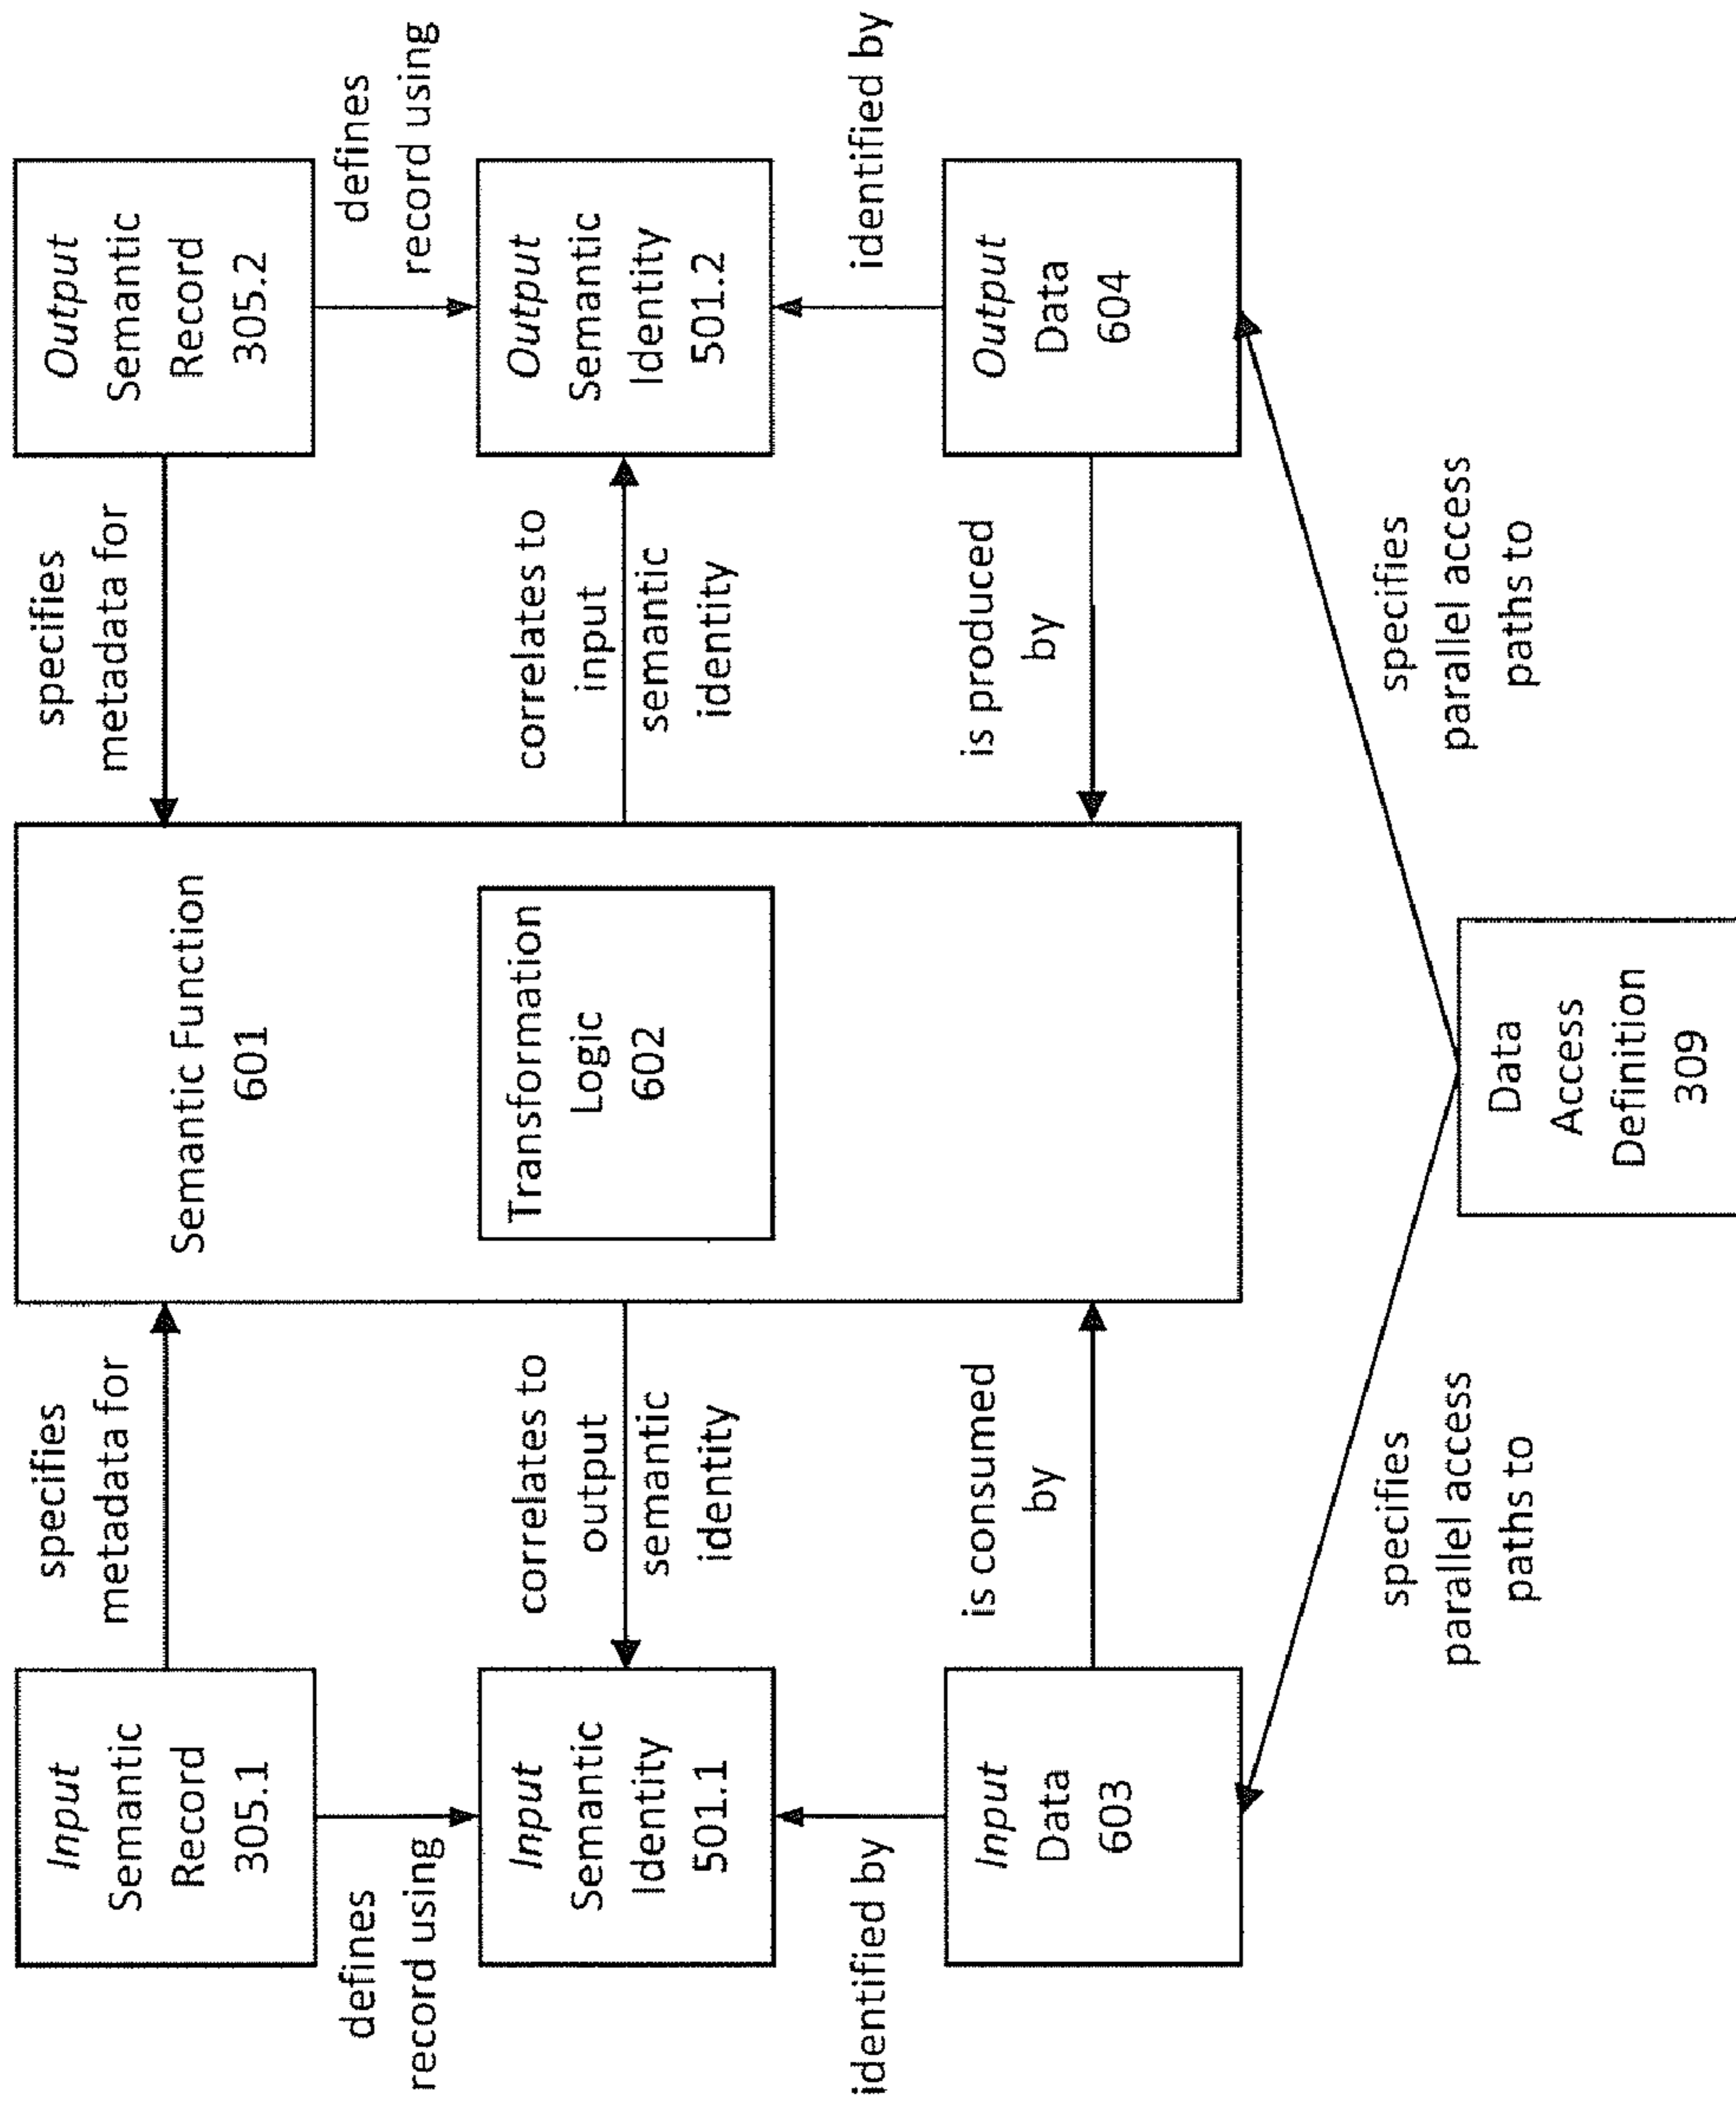 Input
Semantic
Record
305.1
specifies
metadata for
Semantic Function
601
specifies
metadata for
Output
Semantic
Record
305.2
defines
record using
defines
record using
Input
Semantic
Identity
501.1
correlates to
output
semantic
identity
Transformation
Logic
602
correlates to
input
semantic
identity
Output
Semantic
Identity
501.2
identified by
identified by
Input
Data
603
is consumed
by
is produced
by
Output
Data
604
specifies
parallel access
paths to
specifies
parallel access
paths to
Data
Access
Definition
309